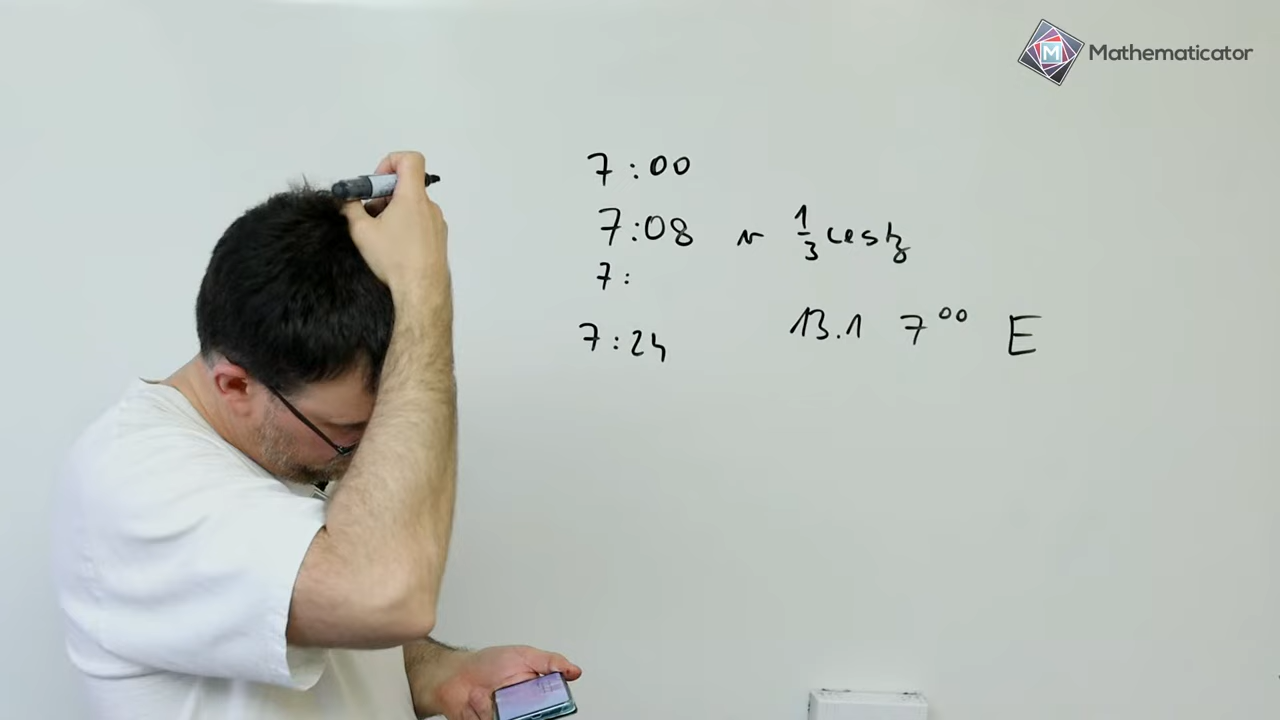 Mathematicator
7:00
7:08 v 1/3 cesty
7:
7:24
13.1 7⁰⁰ E